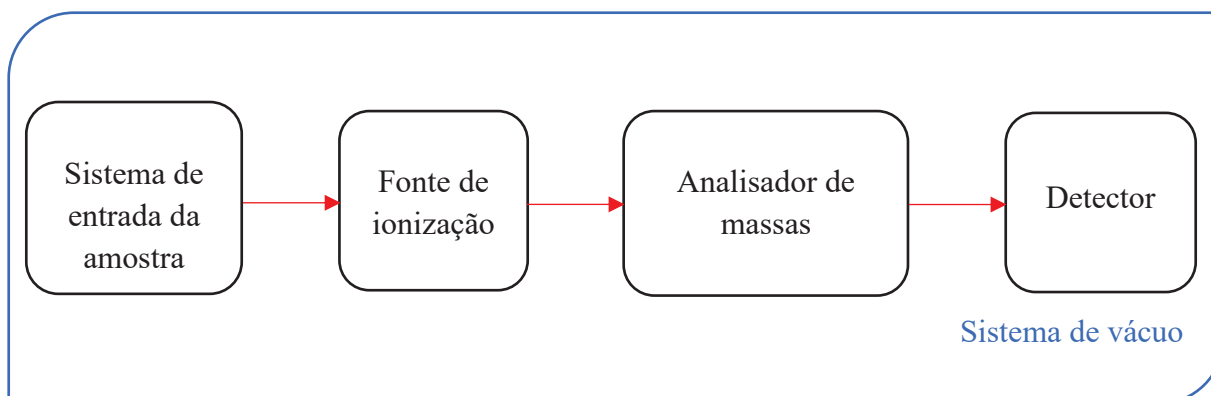 Sistema de
entrada da
amostra
Fonte de
ionização
Analisador de
massas
Detector
Sistema de vácuo